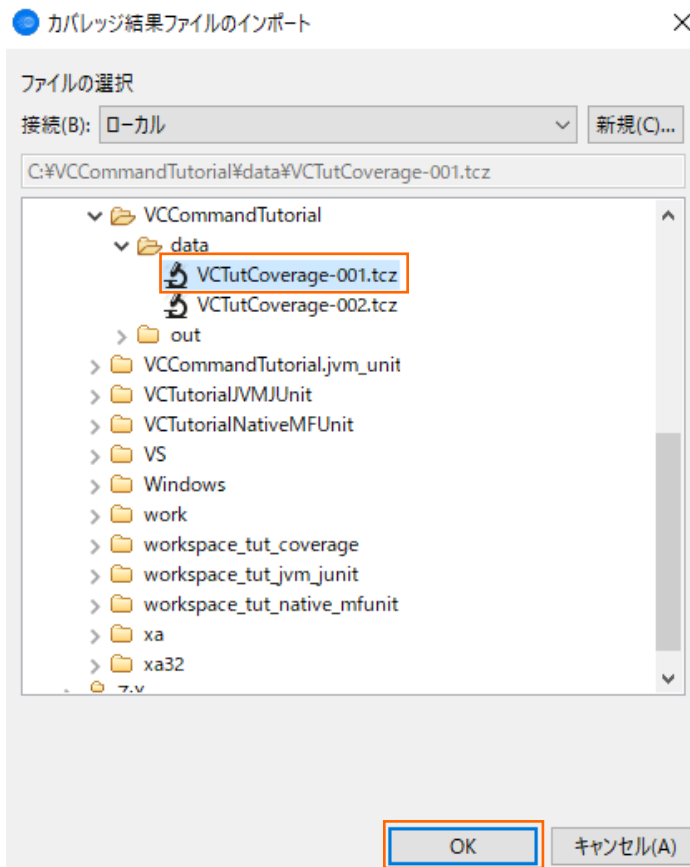 カバレッジ結果ファイルのインポート
ファイルの選択
接続(B): ローカル 新規(C)...
C:¥VCCommandTutorial¥data¥VCTutCoverage-001.tcz
VCCommandTutorial
data
VCTutCoverage-001.tcz
VCTutCoverage-002.tcz
out
VCCommandTutorial.jvm_unit
VCTutorialJVMJUnit
VCTutorialNativeMFUnit
VS
Windows
work
workspace_tut_coverage
workspace_tut_jvm_junit
workspace_tut_native_mfunit
xa
xa32
OK キャンセル(A)